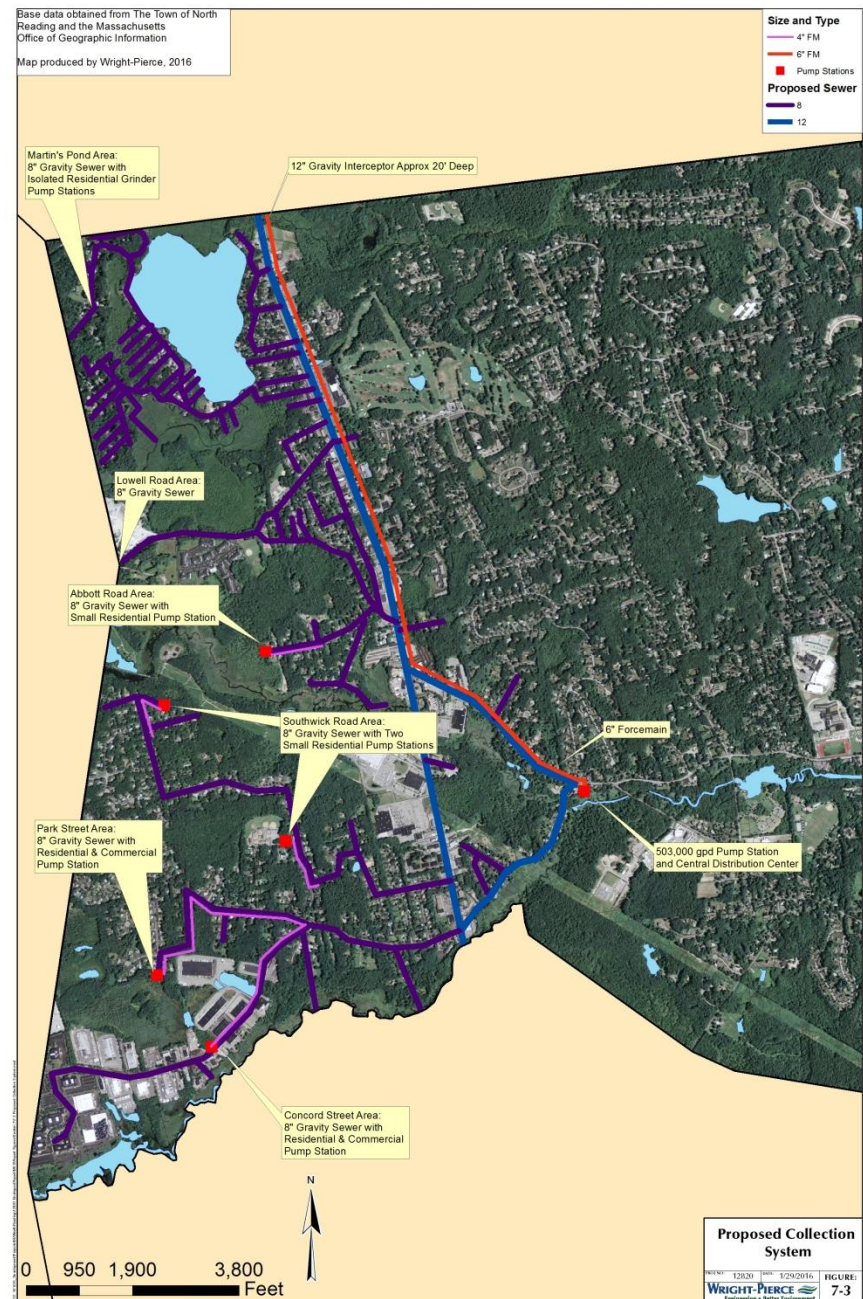 Base data obtained from The Town of North
Reading and the Massachusetts
Office of Geographic Information
Map produced by Wright-Pierce, 2016
Size and Type
4" FM
6" FM
Pump Stations
Proposed Sewer
8
12
Martin's Pond Area:
8" Gravity Sewer with
Isolated Residential Grinder
Pump Stations
12" Gravity Interceptor Approx 20' Deep
Lowell Road Area:
8" Gravity Sewer
Abbott Road Area:
8" Gravity Sewer with
Small Residential Pump Station
Southwick Road Area:
8" Gravity Sewer with Two
Small Residential Pump Stations
6" Forcemain
Park Street Area:
8" Gravity Sewer with
Residential & Commercial
Pump Station
503,000 gpd Pump Station
and Central Distribution Center
Concord Street Area:
8" Gravity Sewer with
Residential & Commercial
Pump Station
N
0 950 1,900 3,800
Feet
Proposed Collection
System
PROJ NO: 12820 DATE: 1/29/2016 FIGURE:
WRIGHT-PIERCE 7-3
Engineering a Better Environment